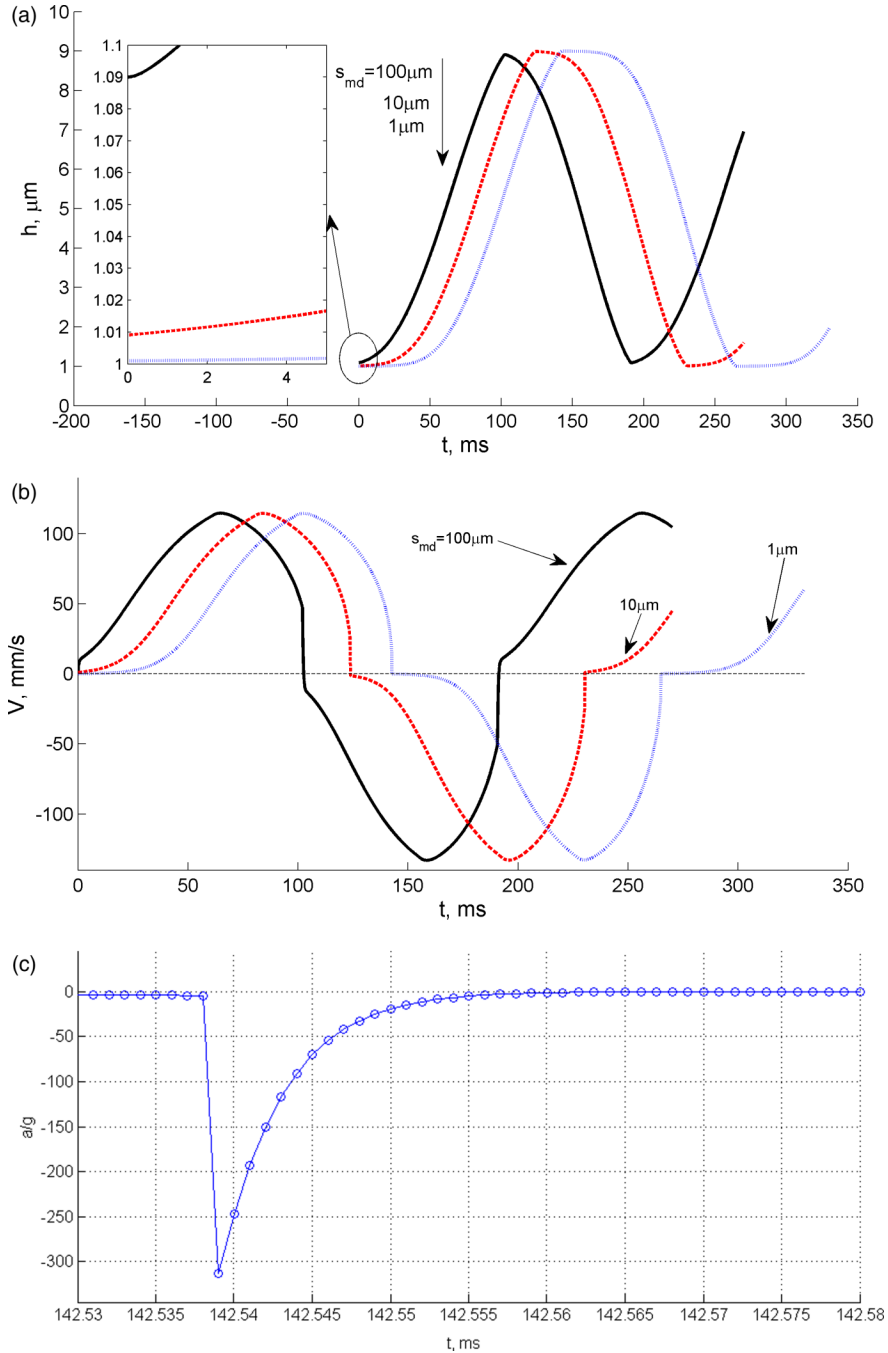 (a)
10
9
8
7
6
5
4
3
2
1
0
h, μm
1.1
1.09
1.08
1.07
1.06
1.05
1.04
1.03
1.02
1.01
1
0 2 4
s_md=100μm
10μm
1μm
-200 -150 -100 -50 0 50 100 150 200 250 300 350
t, ms
(b)
100
50
0
-50
-100
V, mm/s
s_md=100μm
10μm
1μm
0 50 100 150 200 250 300 350
t, ms
(c)
0
-50
-100
-150
-200
-250
-300
a/g
142.53 142.535 142.54 142.545 142.55 142.555 142.56 142.565 142.57 142.575 142.58
t, ms